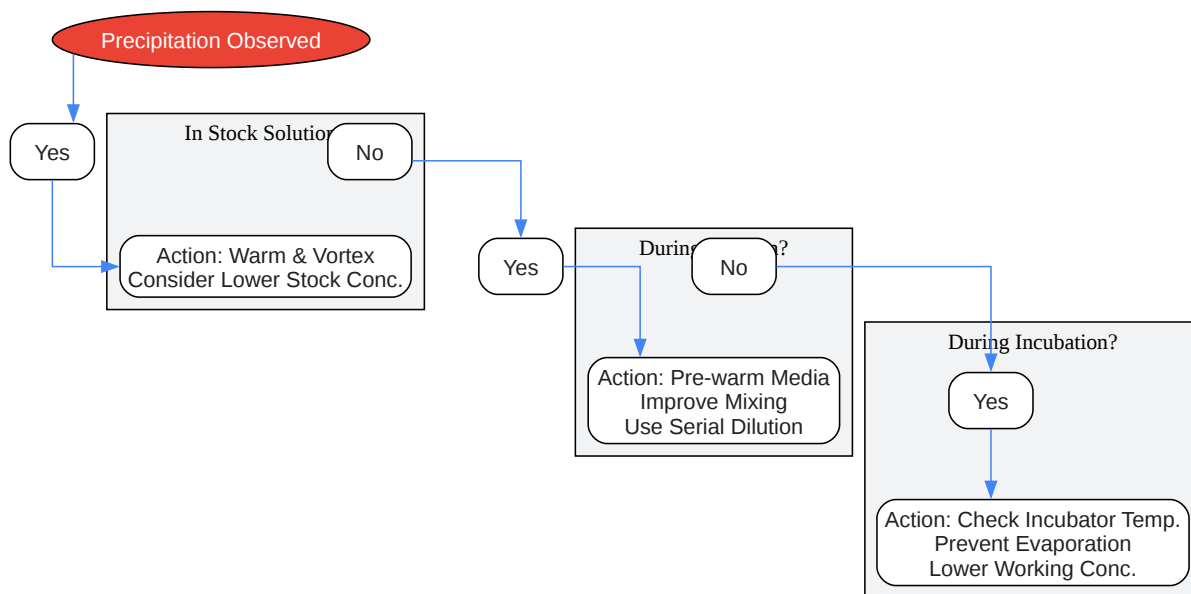 Precipitation Observed
In Stock Solution
Yes
No
Action: Warm & Vortex
Consider Lower Stock Conc.
During
?
Yes
No
Action: Pre-warm Media
Improve Mixing
Use Serial Dilution
During Incubation?
Yes
Action: Check Incubator Temp.
Prevent Evaporation
Lower Working Conc.